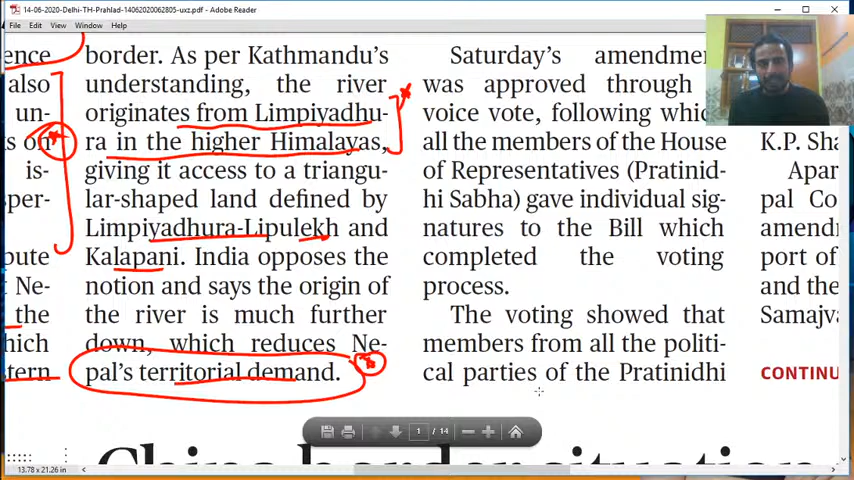 14-06-2020-Delhi-TH-Prahlad-14062020062805-uxz.pdf - Adobe Reader
File Edit View Window Help
ence
also
un-
s on
is-
per-
pute
Ne-
the
hich
stern
border. As per Kathmandu's
understanding, the river
originates from Limpiyadhu-
ra in the higher Himalayas,
giving it access to a triangu-
lar-shaped land defined by
Limpiyadhura-Lipulekh and
Kalapani. India opposes the
notion and says the origin of
the river is much further
down, which reduces Ne-
pal's territorial demand.
Saturday's amendmen
was approved through
voice vote, following whic
all the members of the House
of Representatives (Pratinid-
hi Sabha) gave individual sig-
natures to the Bill which
completed the voting
process.
The voting showed that
members from all the politi-
cal parties of the Pratinidhi
K.P. Sha
Apar
pal Co
amend
port of
and the
Samajva
CONTINU
1 / 14
China border situation
13.78 x 21.26 in